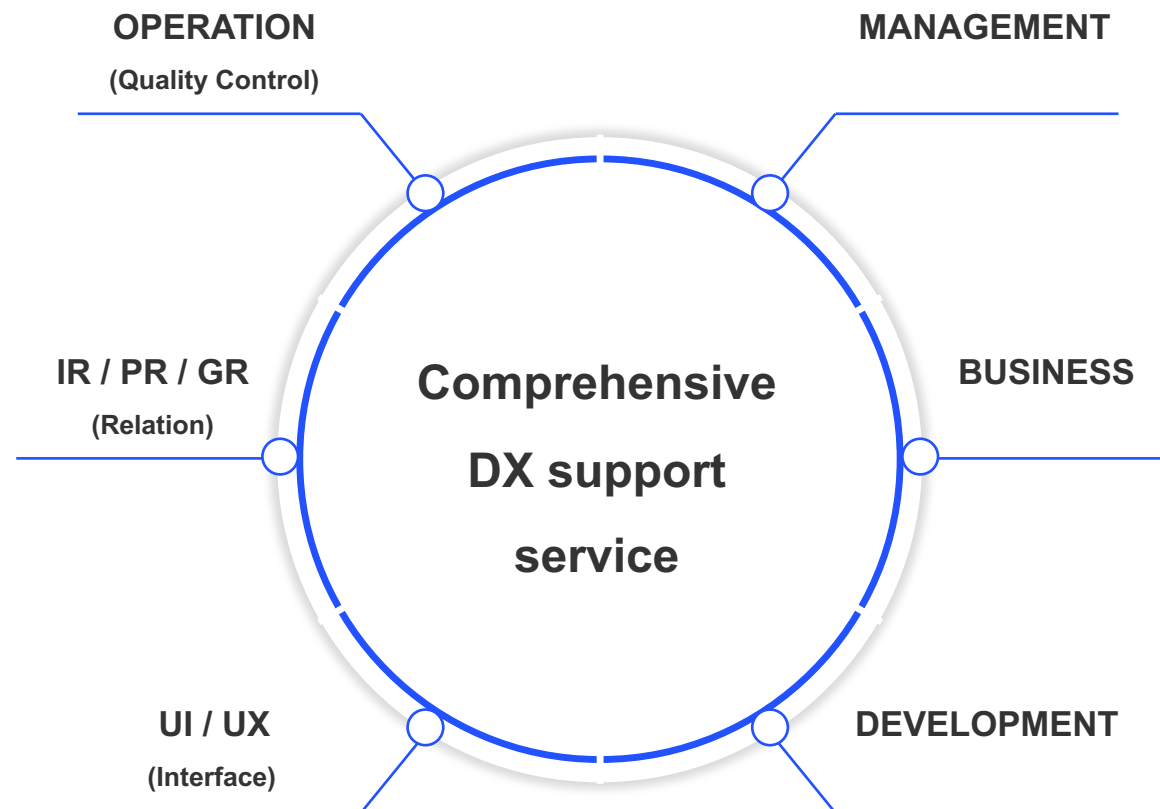 OPERATION
(Quality Control)
MANAGEMENT
IR / PR / GR
(Relation)
BUSINESS
Comprehensive
DX support
service
UI / UX
(Interface)
DEVELOPMENT